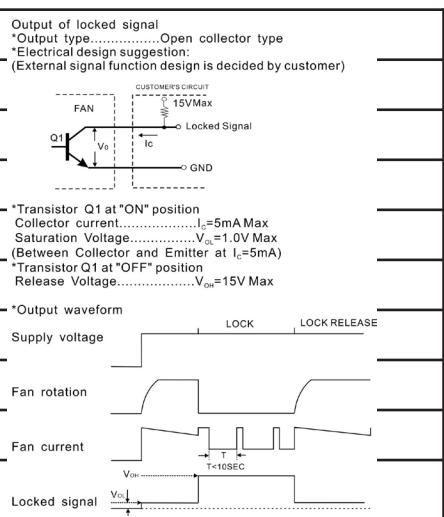 Output of locked signal
*Output type.................Open collector type
*Electrical design suggestion:
(External signal function design is decided by customer)
CUSTOMER'S CIRCUIT
15VMax
FAN
Locked Signal
Q1
Vo
Ic
GND
*Transistor Q1 at "ON" position
Collector current...................IC=5mA Max
Saturation Voltage................VOL=1.0V Max
(Between Collector and Emitter at IC=5mA)
*Transistor Q1 at "OFF" position
Release Voltage...................VOH=15V Max
*Output waveform
LOCK
LOCK RELEASE
Supply voltage
Fan rotation
Fan current
T
T<10SEC
VOH
VOL
Locked signal